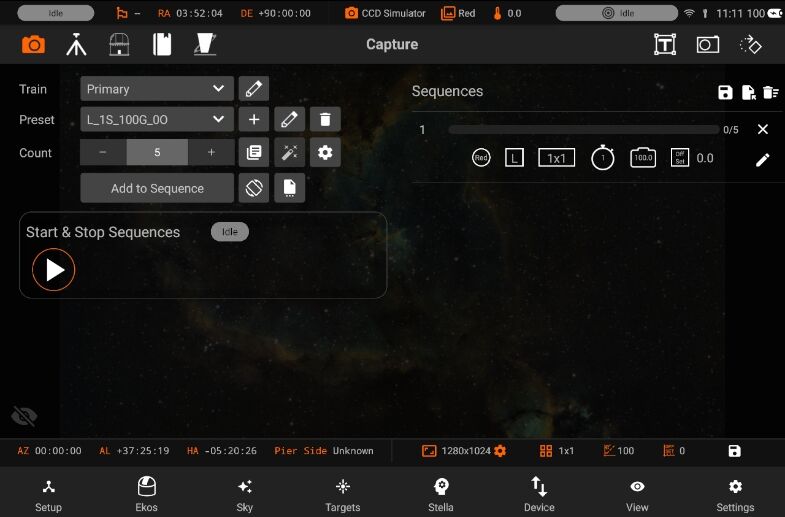 Idle -- RA 03:52:04 DE +90:00:00 CCD Simulator Red 0.0 Idle 11:11 100
Capture
Train Primary
Preset L_1S_100G_0O
Count − 5 +
Add to Sequence
Start & Stop Sequences Idle
Sequences
1 0/5
Red L 1x1 1 100.0 Off Set 0.0
AZ 00:00:00 AL +37:25:19 HA -05:20:26 Pier Side Unknown 1280x1024 1x1 100 0
Setup Ekos Sky Targets Stella Device View Settings